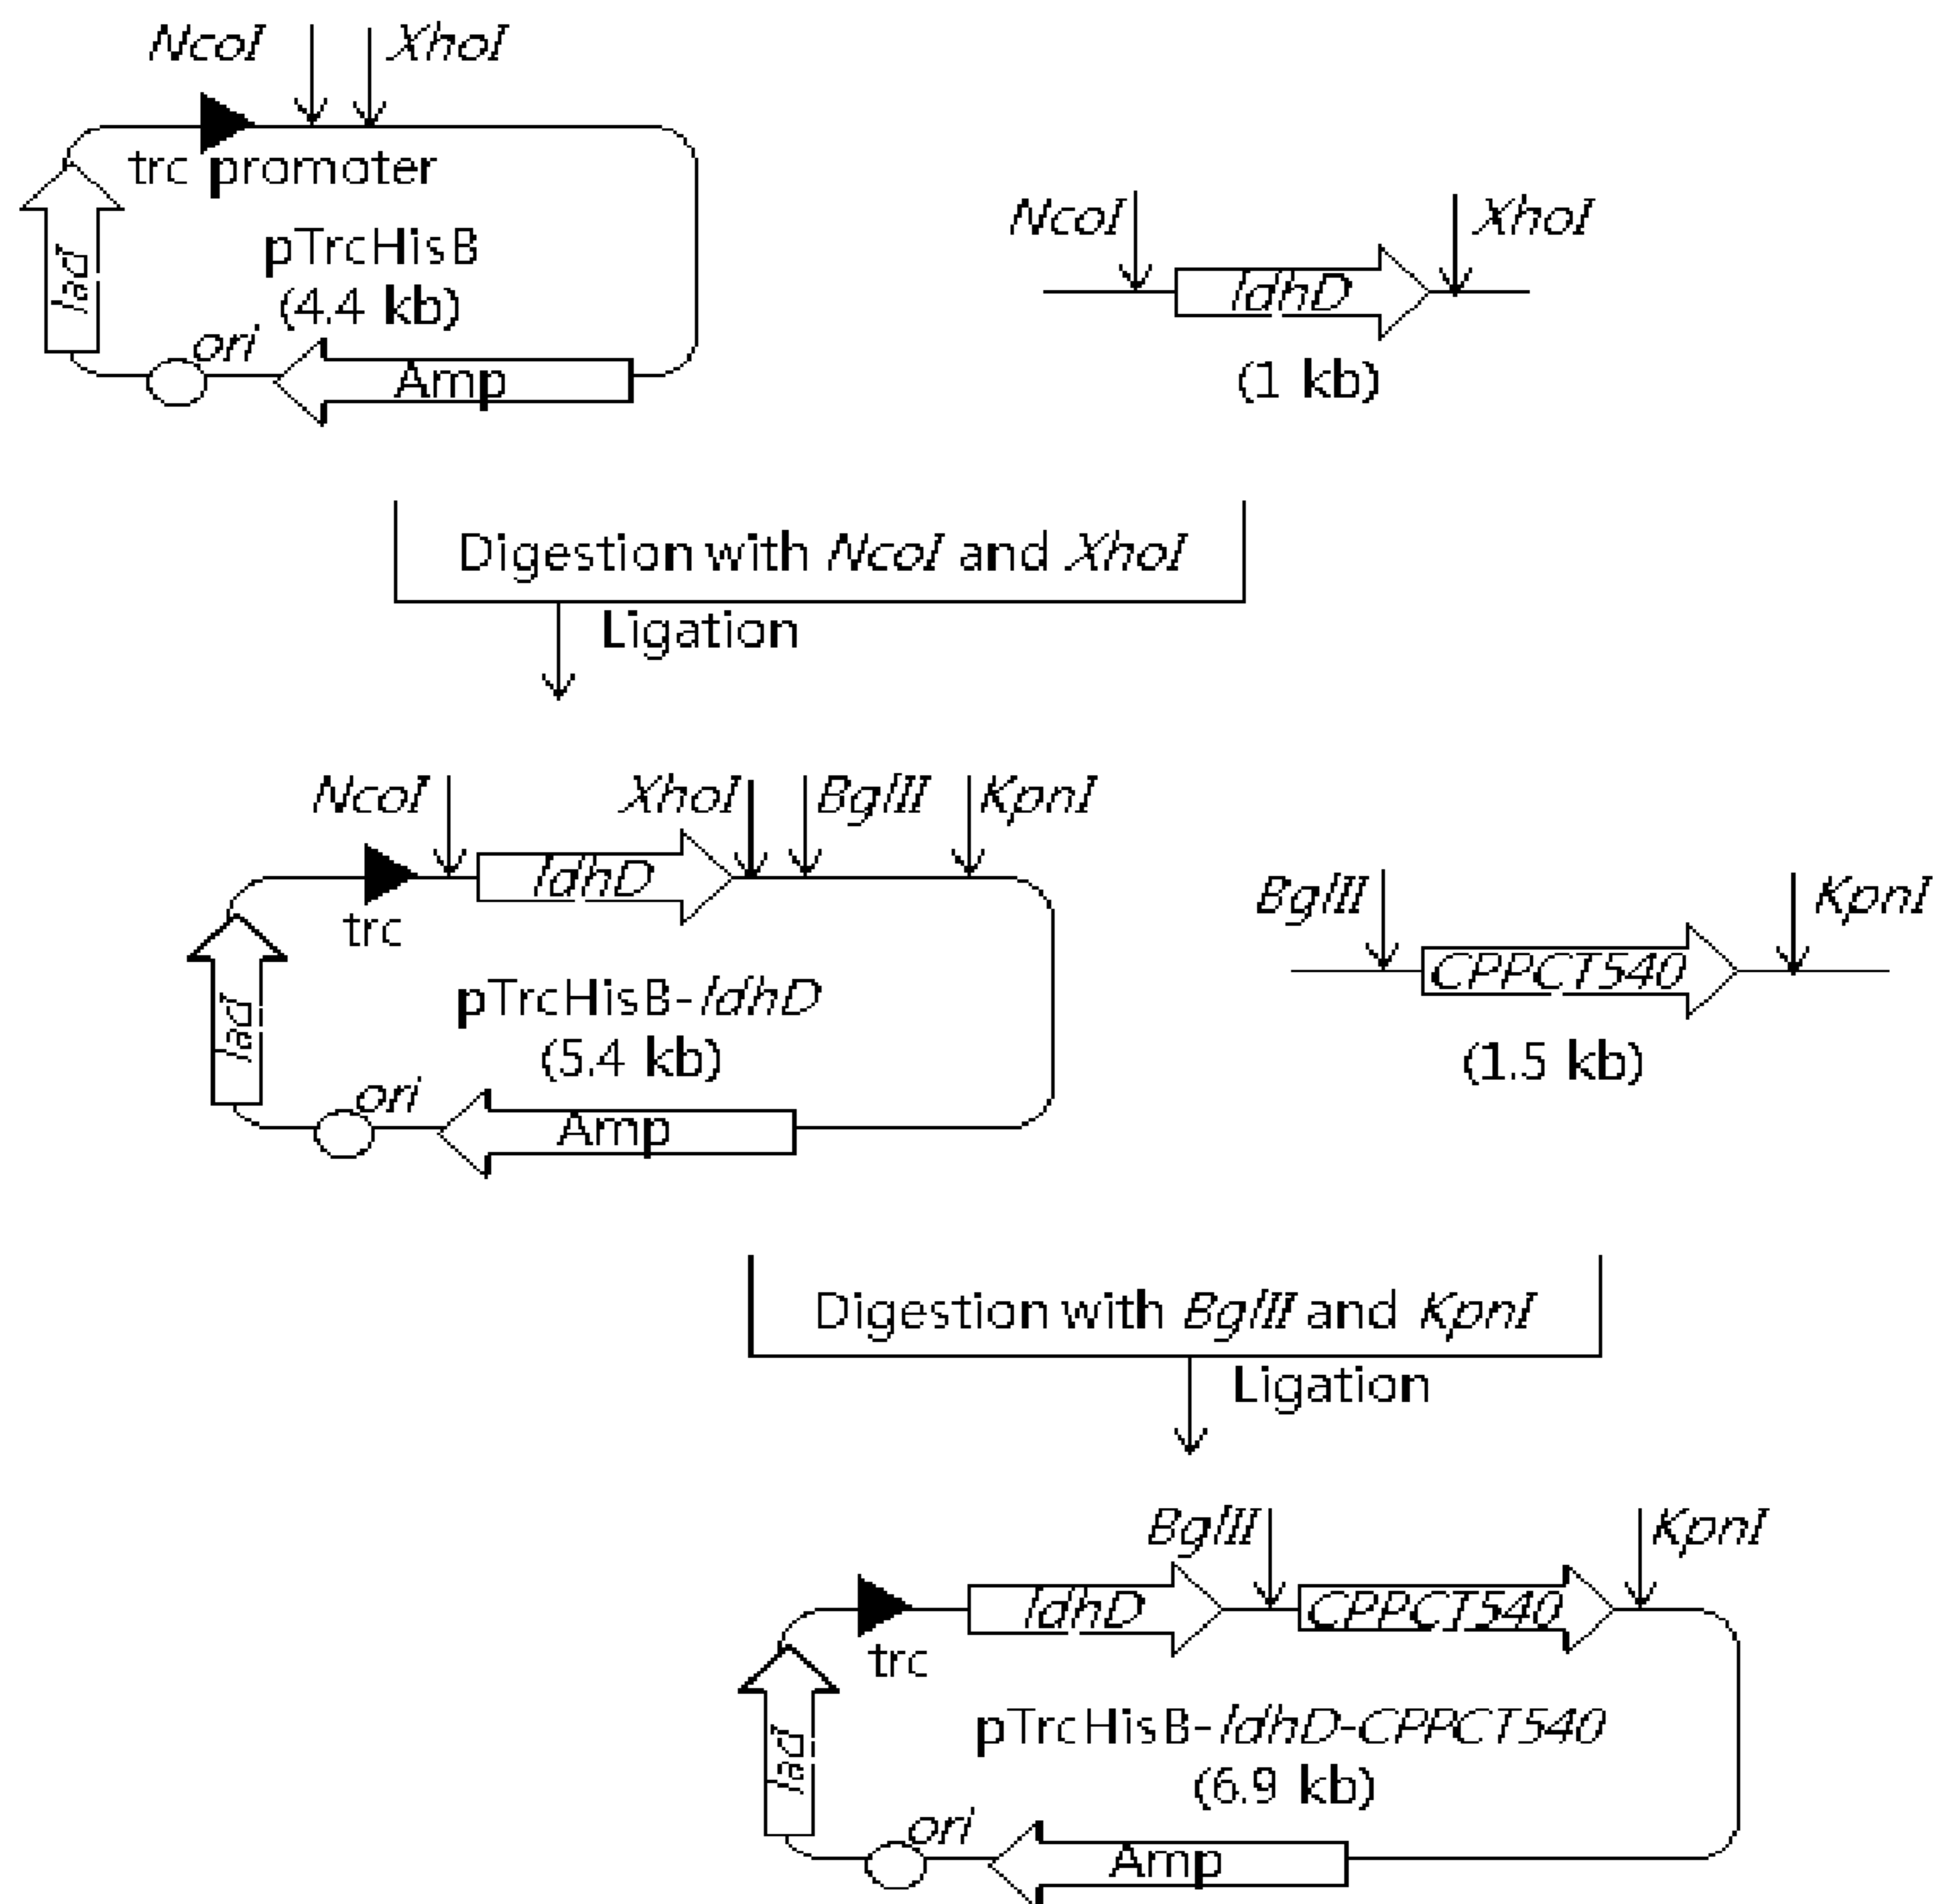 NcoI XhoI
trc promoter
pTrcHisB
(4.4 kb)
lacI
ori
Amp
NcoI XhoI
ldhD
(1 kb)
Digestion with NcoI and XhoI
Ligation
NcoI XhoI BglII KpnI
ldhD
trc
pTrcHisB-ldhD
(5.4 kb)
lacI
ori
Amp
BglII KpnI
CPPCT540
(1.5 kb)
Digestion with BglII and KpnI
Ligation
BglII KpnI
ldhD CPPCT540
trc
pTrcHisB-ldhD-CPPCT540
(6.9 kb)
lacI
ori
Amp